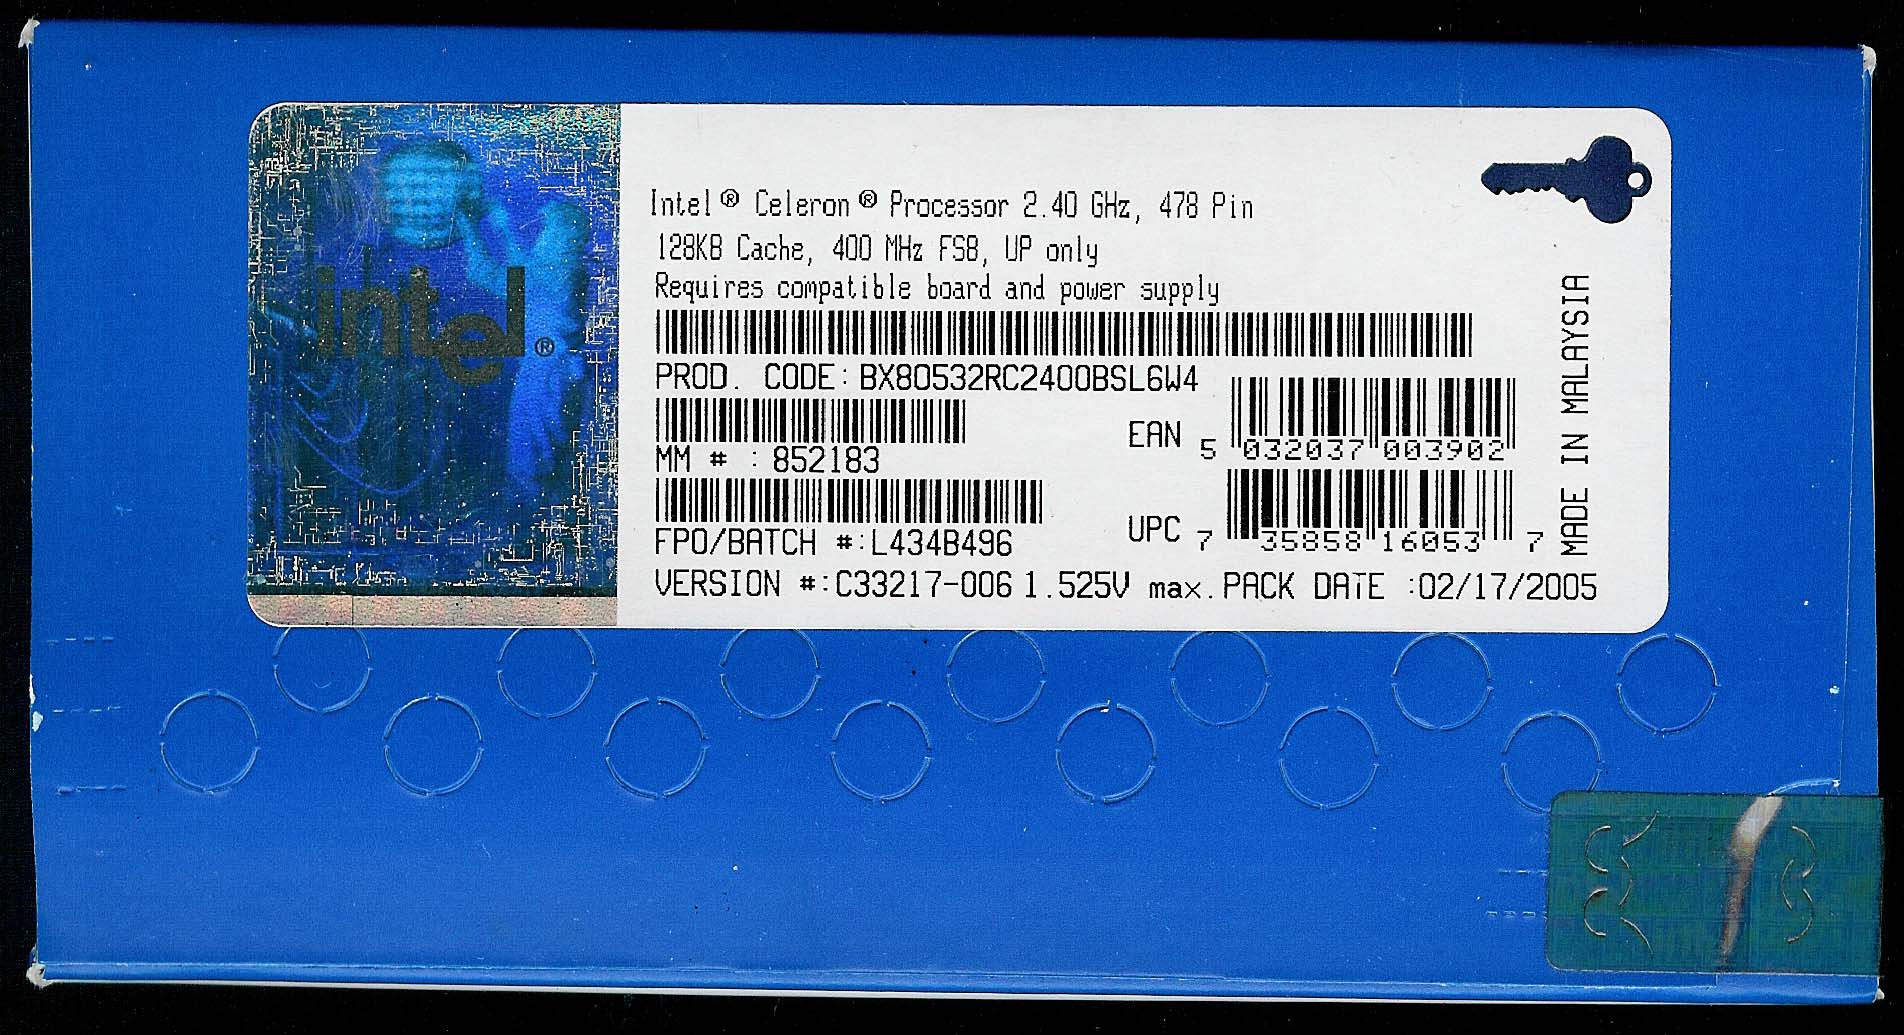 intel®
Intel® Celeron® Processor 2.40 GHz, 478 Pin
128KB Cache, 400 MHz FSB, UP only
Requires compatible board and power supply
PROD. CODE: BX80532RC2400BSL6W4
MM # : 852183
EAN 5 032037 003902
FPO/BATCH #:L434B496
UPC 7 35858 16053 7
VERSION #:C33217-006 1.525V max. PACK DATE :02/17/2005
MADE IN MALAYSIA